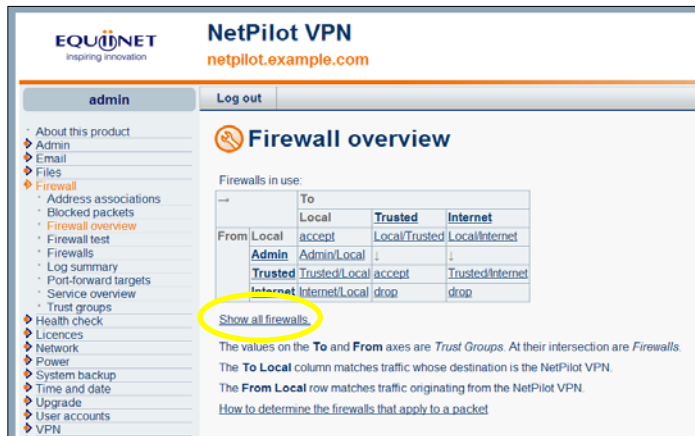 EQUiiNET
inspiring innovation
NetPilot VPN
netpilot.example.com
admin
Log out
About this product
Admin
Email
Files
Firewall
Address associations
Blocked packets
Firewall overview
Firewall test
Firewalls
Log summary
Port-forward targets
Service overview
Trust groups
Health check
Licences
Network
Power
System backup
Time and date
Upgrade
User accounts
VPN
Firewall overview
Firewalls in use:
→ To
Local Trusted Internet
From Local accept Local/Trusted Local/Internet
Admin Admin/Local ↓ ↓
Trusted Trusted/Local accept Trusted/Internet
Internet Internet/Local drop drop
Show all firewalls
The values on the To and From axes are Trust Groups. At their intersection are Firewalls.
The To Local column matches traffic whose destination is the NetPilot VPN.
The From Local row matches traffic originating from the NetPilot VPN.
How to determine the firewalls that apply to a packet